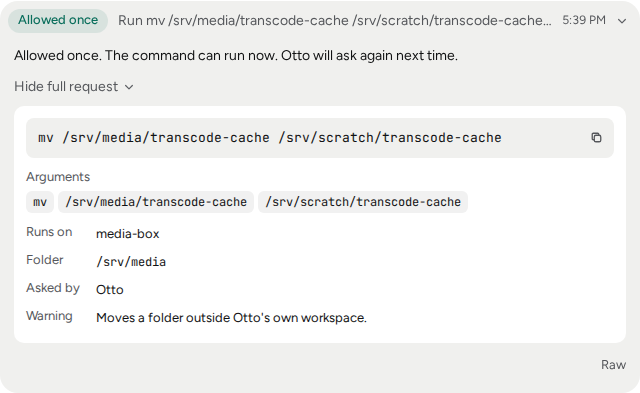 Allowed once Run mv /srv/media/transcode-cache /srv/scratch/transcode-cache... 5:39 PM
Allowed once. The command can run now. Otto will ask again next time.
Hide full request
mv /srv/media/transcode-cache /srv/scratch/transcode-cache
Arguments
mv /srv/media/transcode-cache /srv/scratch/transcode-cache
Runs on media-box
Folder /srv/media
Asked by Otto
Warning Moves a folder outside Otto's own workspace.
Raw